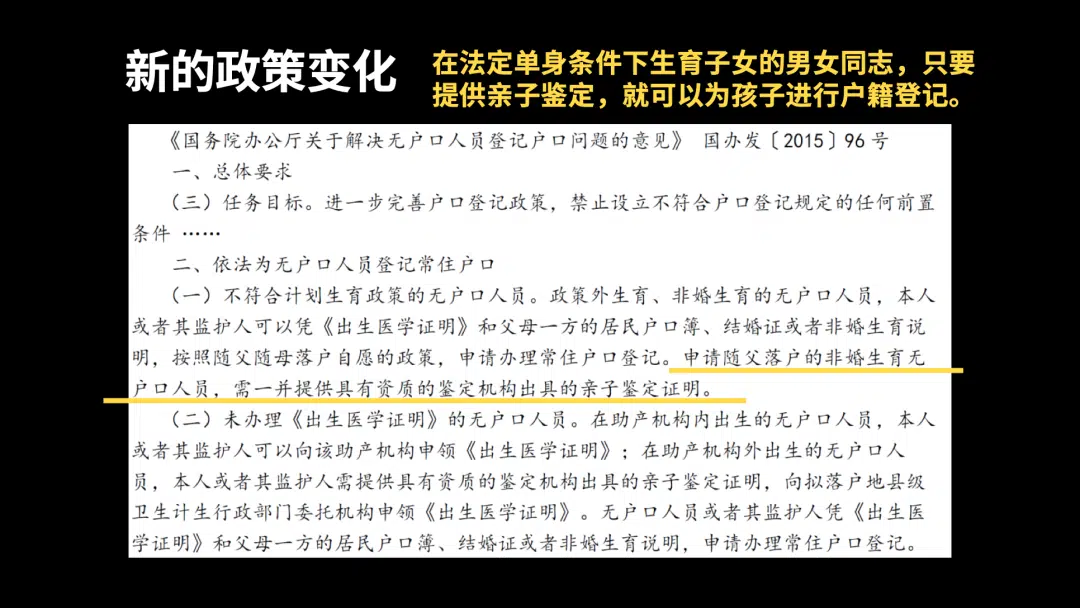 新的政策变化
在法定单身条件下生育子女的男女同志，只要
提供亲子鉴定，就可以为孩子进行户籍登记。
《国务院办公厅关于解决无户口人员登记户口问题的意见》 国办发〔2015〕96 号
一、总体要求
（三）任务目标。进一步完善户口登记政策，禁止设立不符合户口登记规定的任何前置
条件 ……
二、依法为无户口人员登记常住户口
（一）不符合计划生育政策的无户口人员。政策外生育、非婚生育的无户口人员，本人
或者其监护人可以凭《出生医学证明》和父母一方的居民户口簿、结婚证或者非婚生育说
明，按照随父随母落户自愿的政策，申请办理常住户口登记。申请随父落户的非婚生育无
户口人员，需一并提供具有资质的鉴定机构出具的亲子鉴定证明。
（二）未办理《出生医学证明》的无户口人员。在助产机构内出生的无户口人员，本人
或者其监护人可以向该助产机构申领《出生医学证明》；在助产机构外出生的无户口人
员，本人或者其监护人需提供具有资质的鉴定机构出具的亲子鉴定证明，向拟落户地县级
卫生计生行政部门委托机构申领《出生医学证明》。无户口人员或者其监护人凭《出生医
学证明》和父母一方的居民户口簿、结婚证或者非婚生育说明，申请办理常住户口登记。